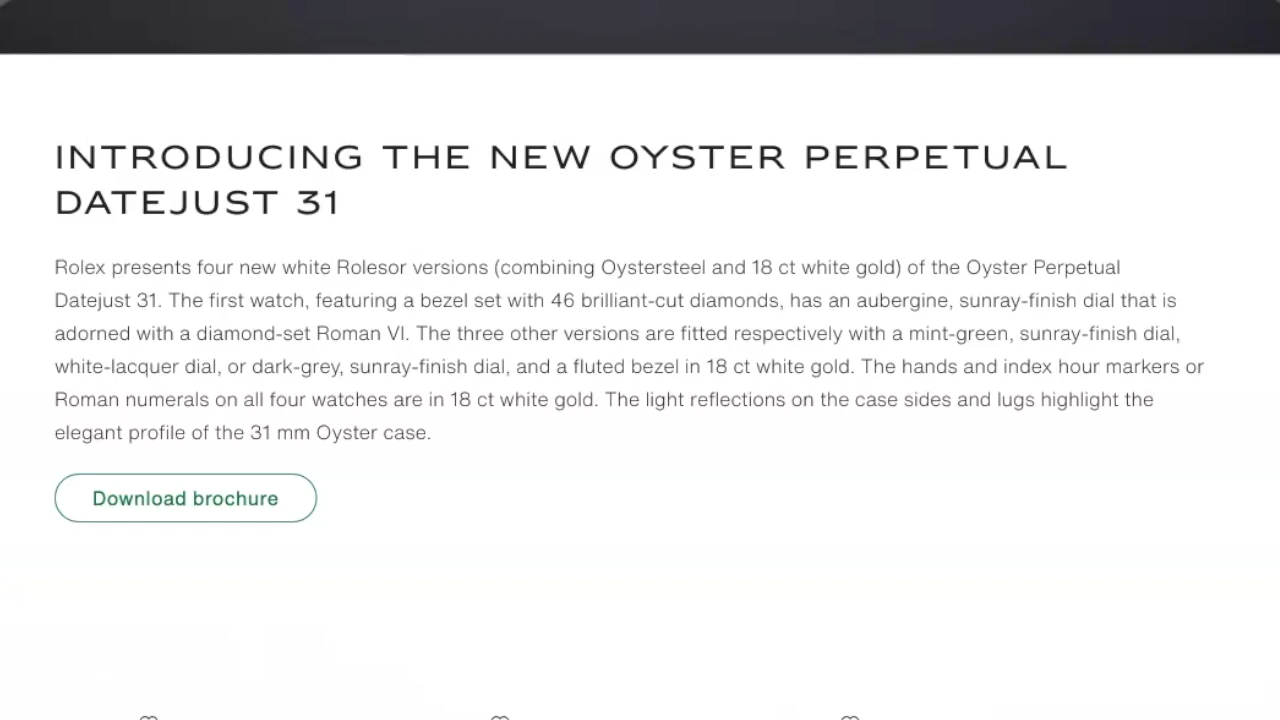 INTRODUCING THE NEW OYSTER PERPETUAL
DATEJUST 31
Rolex presents four new white Rolesor versions (combining Oystersteel and 18 ct white gold) of the Oyster Perpetual
Datejust 31. The first watch, featuring a bezel set with 46 brilliant-cut diamonds, has an aubergine, sunray-finish dial that is
adorned with a diamond-set Roman VI. The three other versions are fitted respectively with a mint-green, sunray-finish dial,
white-lacquer dial, or dark-grey, sunray-finish dial, and a fluted bezel in 18 ct white gold. The hands and index hour markers or
Roman numerals on all four watches are in 18 ct white gold. The light reflections on the case sides and lugs highlight the
elegant profile of the 31 mm Oyster case.
Download brochure